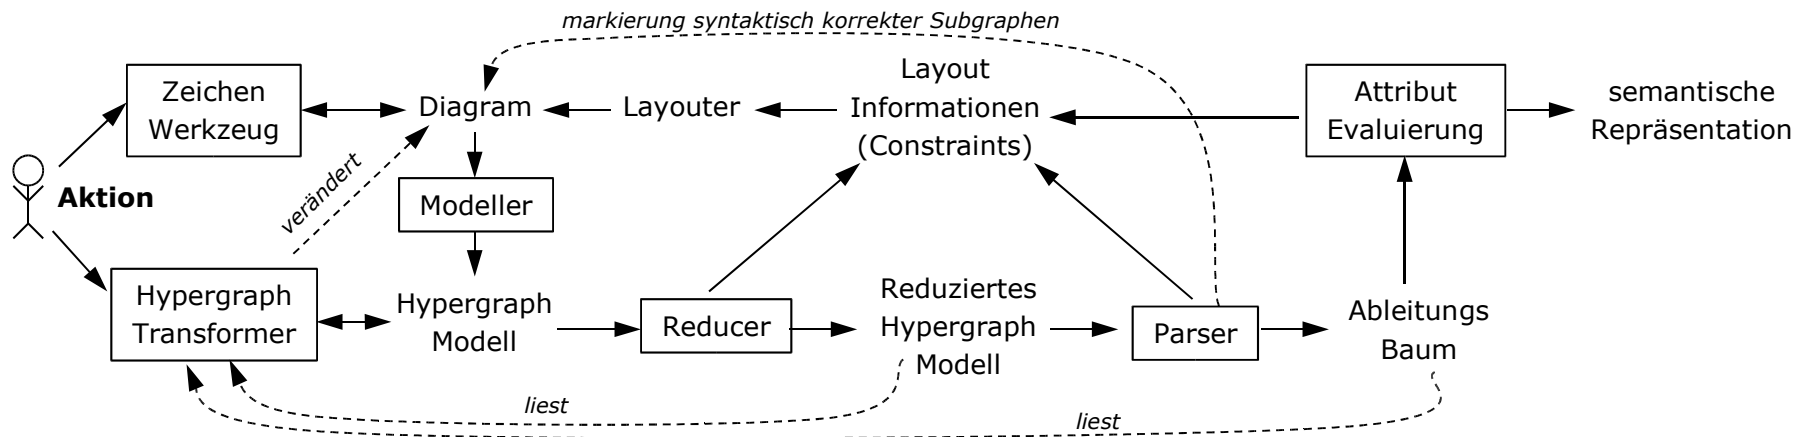 markierung syntaktisch korrekter Subgraphen
Zeichen
Werkzeug
Diagram
Layouter
Layout
Informationen
(Constraints)
Attribut
Evaluierung
semantische
Repräsentation
Aktion
verändert
Modeller
Hypergraph
Transformer
Hypergraph
Modell
Reducer
Reduziertes
Hypergraph
Modell
Parser
Ableitungs
Baum
liest
liest